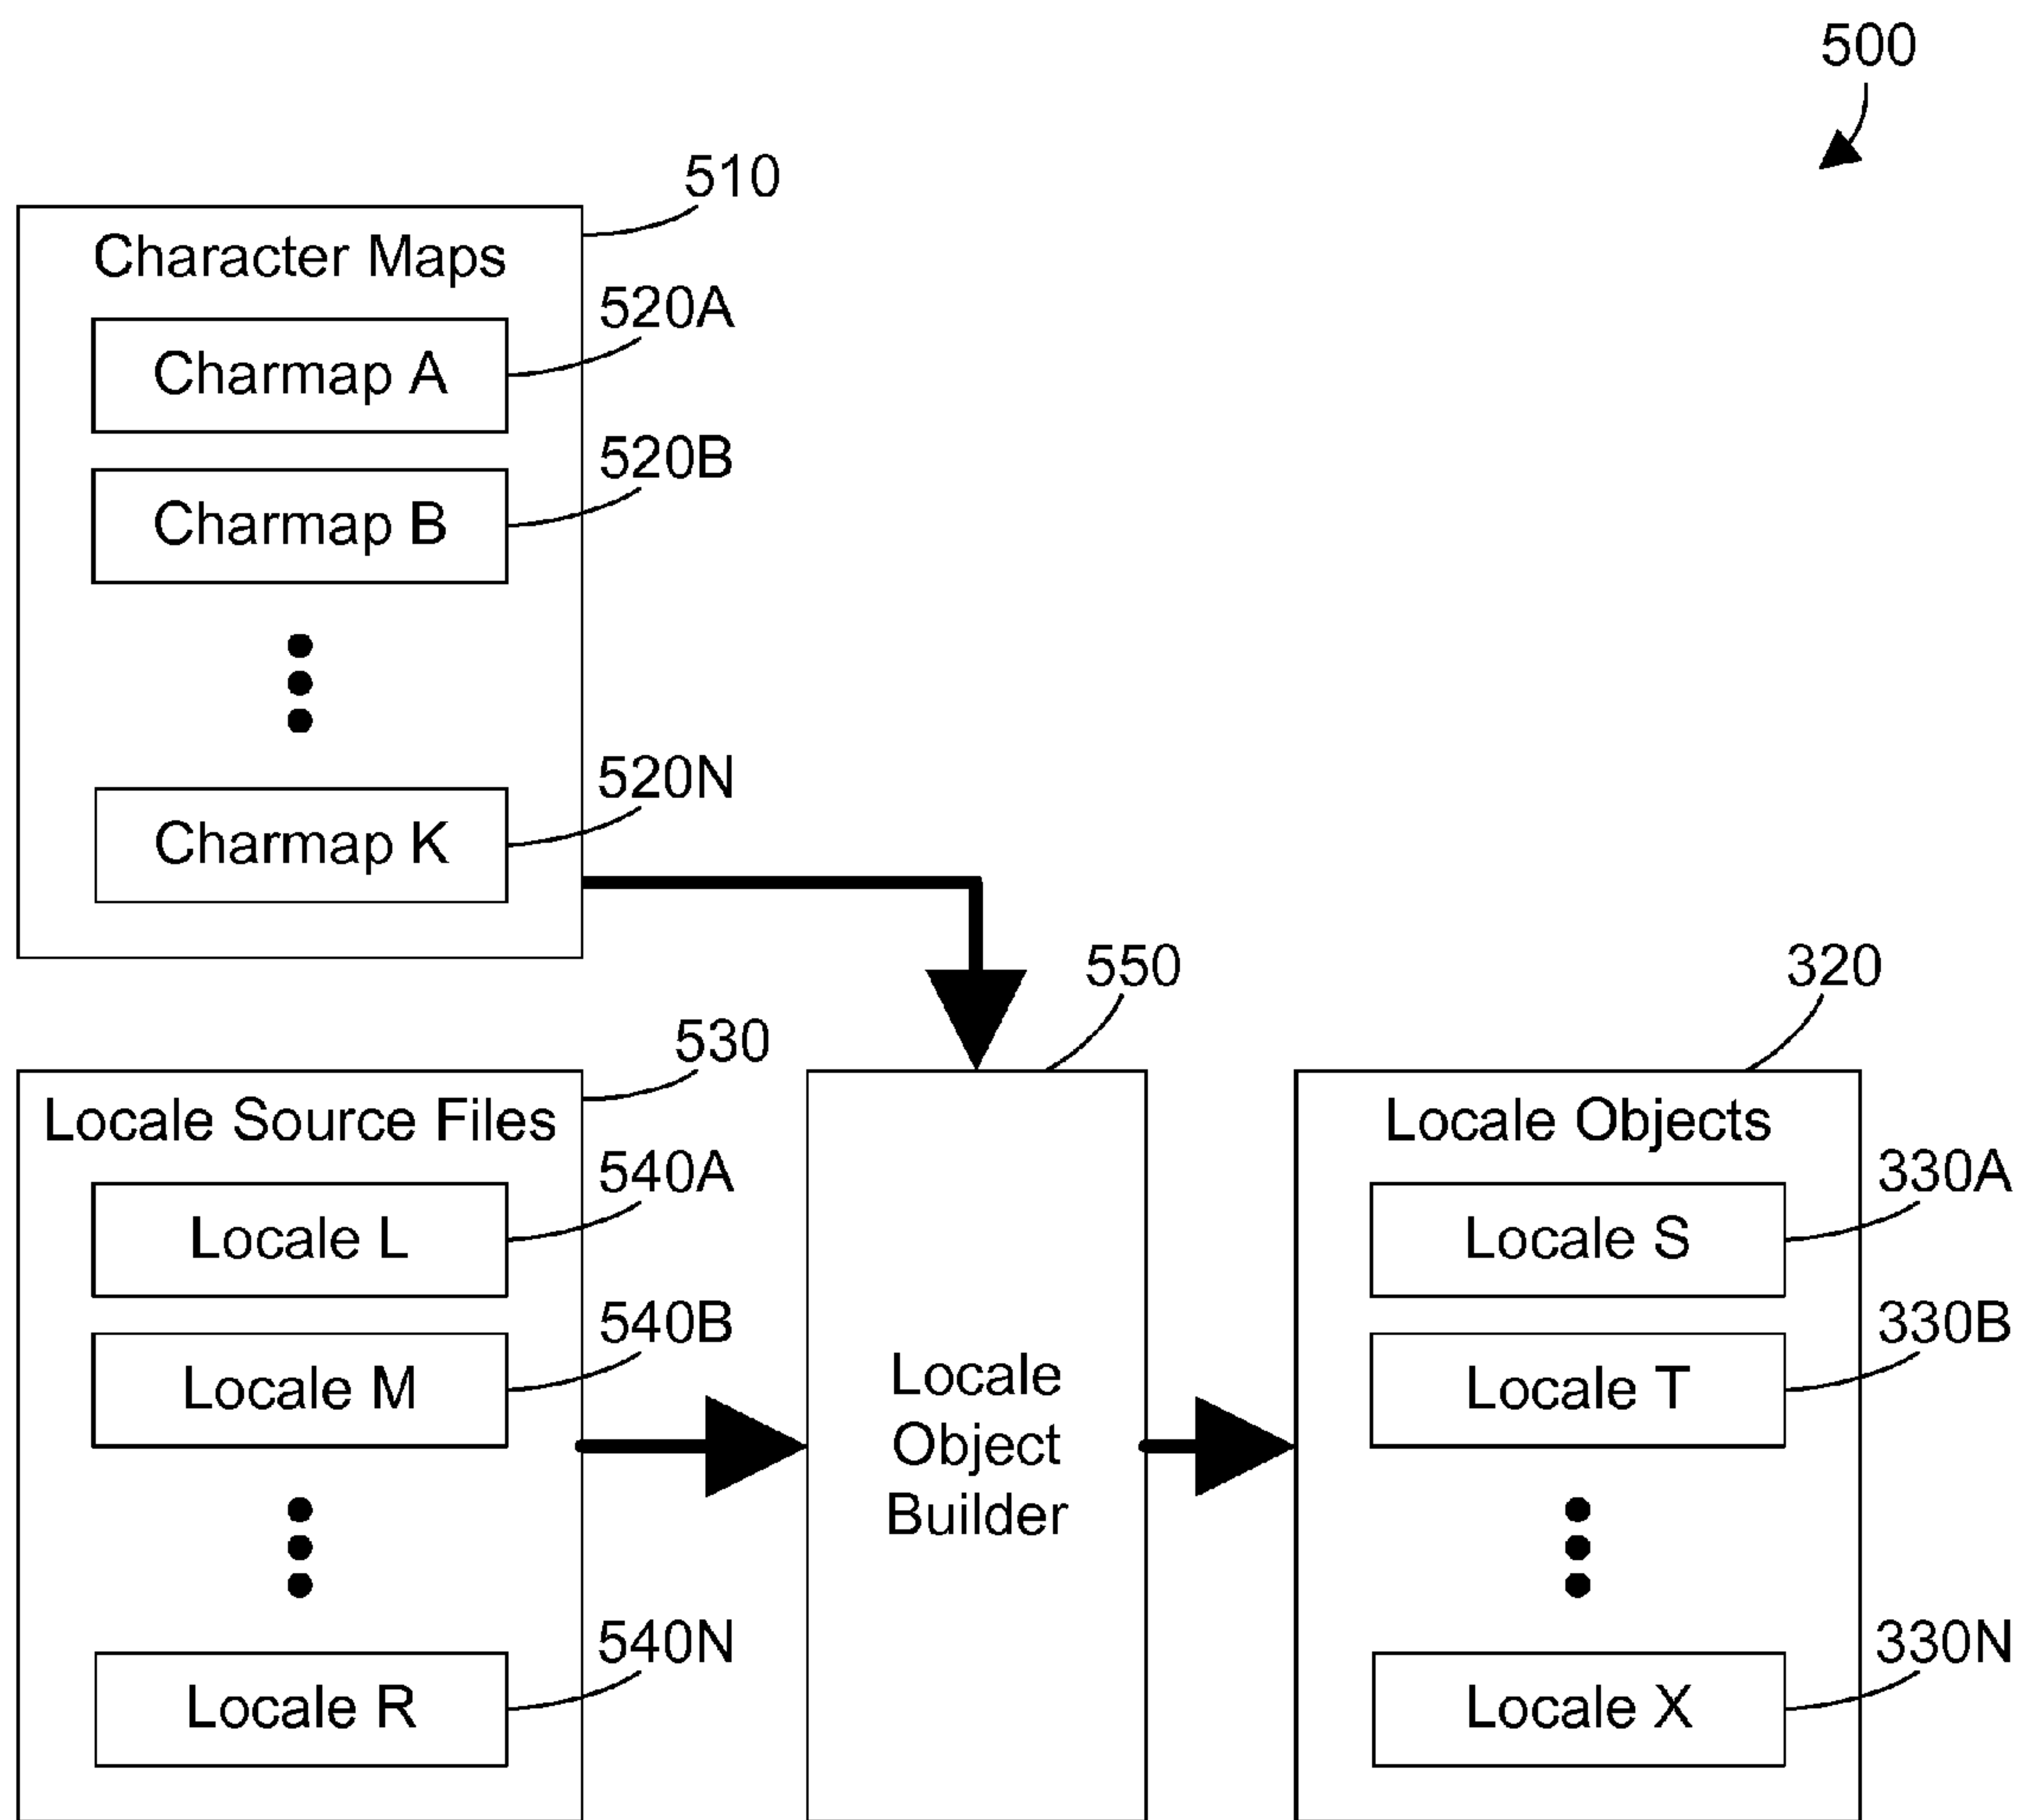 500
510
Character Maps
520A
Charmap A
520B
Charmap B
520N
Charmap K
550
320
530
Locale Source Files
540A
Locale L
540B
Locale M
540N
Locale R
Locale
Object
Builder
Locale Objects
330A
Locale S
330B
Locale T
330N
Locale X